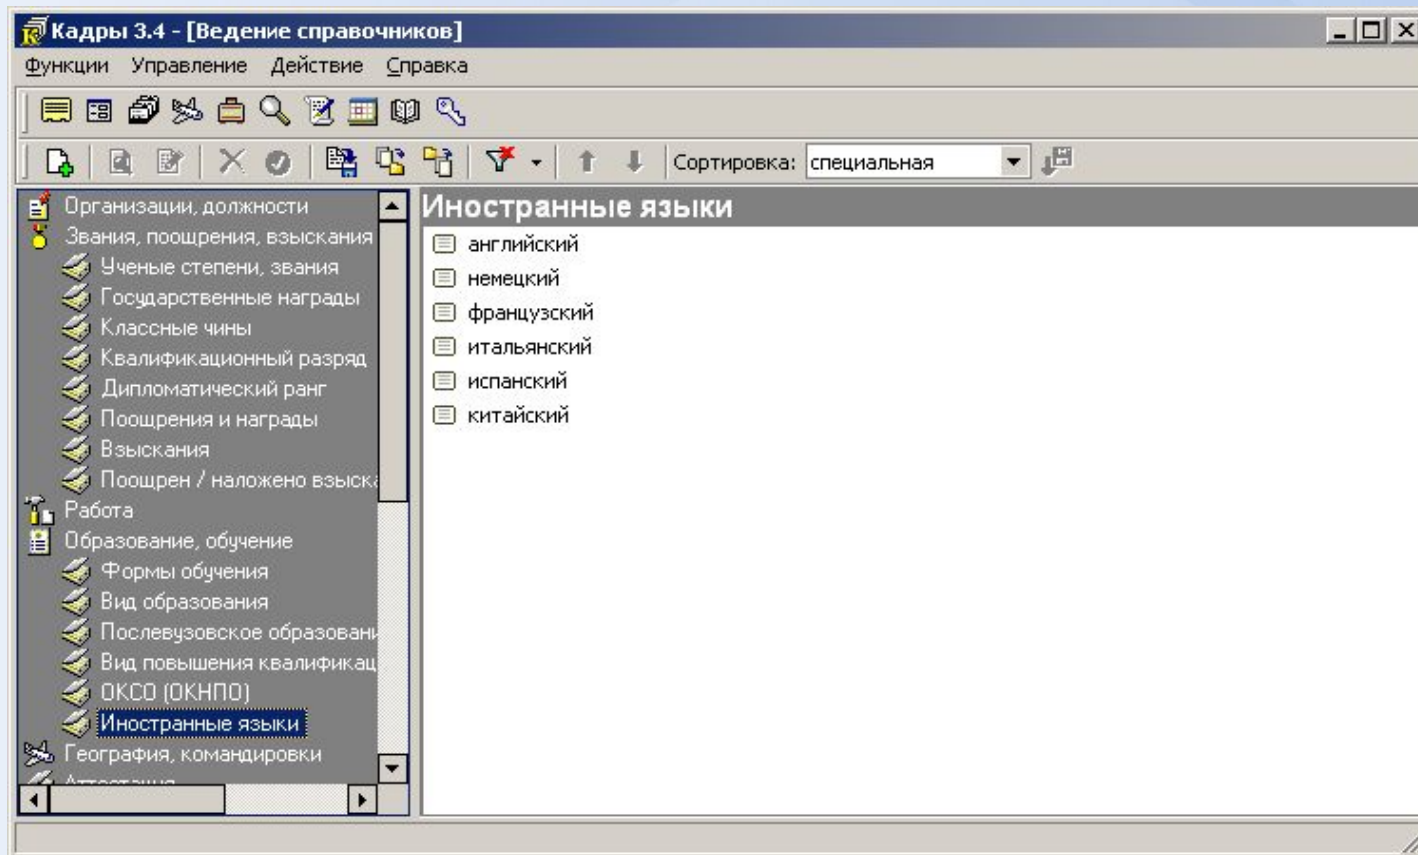 Кадры 3.4 - [Ведение справочников]
Функции Управление Действие Справка
Сортировка: специальная
Организации, должности
Звания, поощрения, взыскания
Ученые степени, звания
Государственные награды
Классные чины
Квалификационный разряд
Дипломатический ранг
Поощрения и награды
Взыскания
Поощрен / наложено взыска
Работа
Образование, обучение
Формы обучения
Вид образования
Послевузовское образовани
Вид повышения квалификац
ОКСО (ОКНПО)
Иностранные языки
География, командировки
Аттестация
Иностранные языки
английский
немецкий
французский
итальянский
испанский
китайский